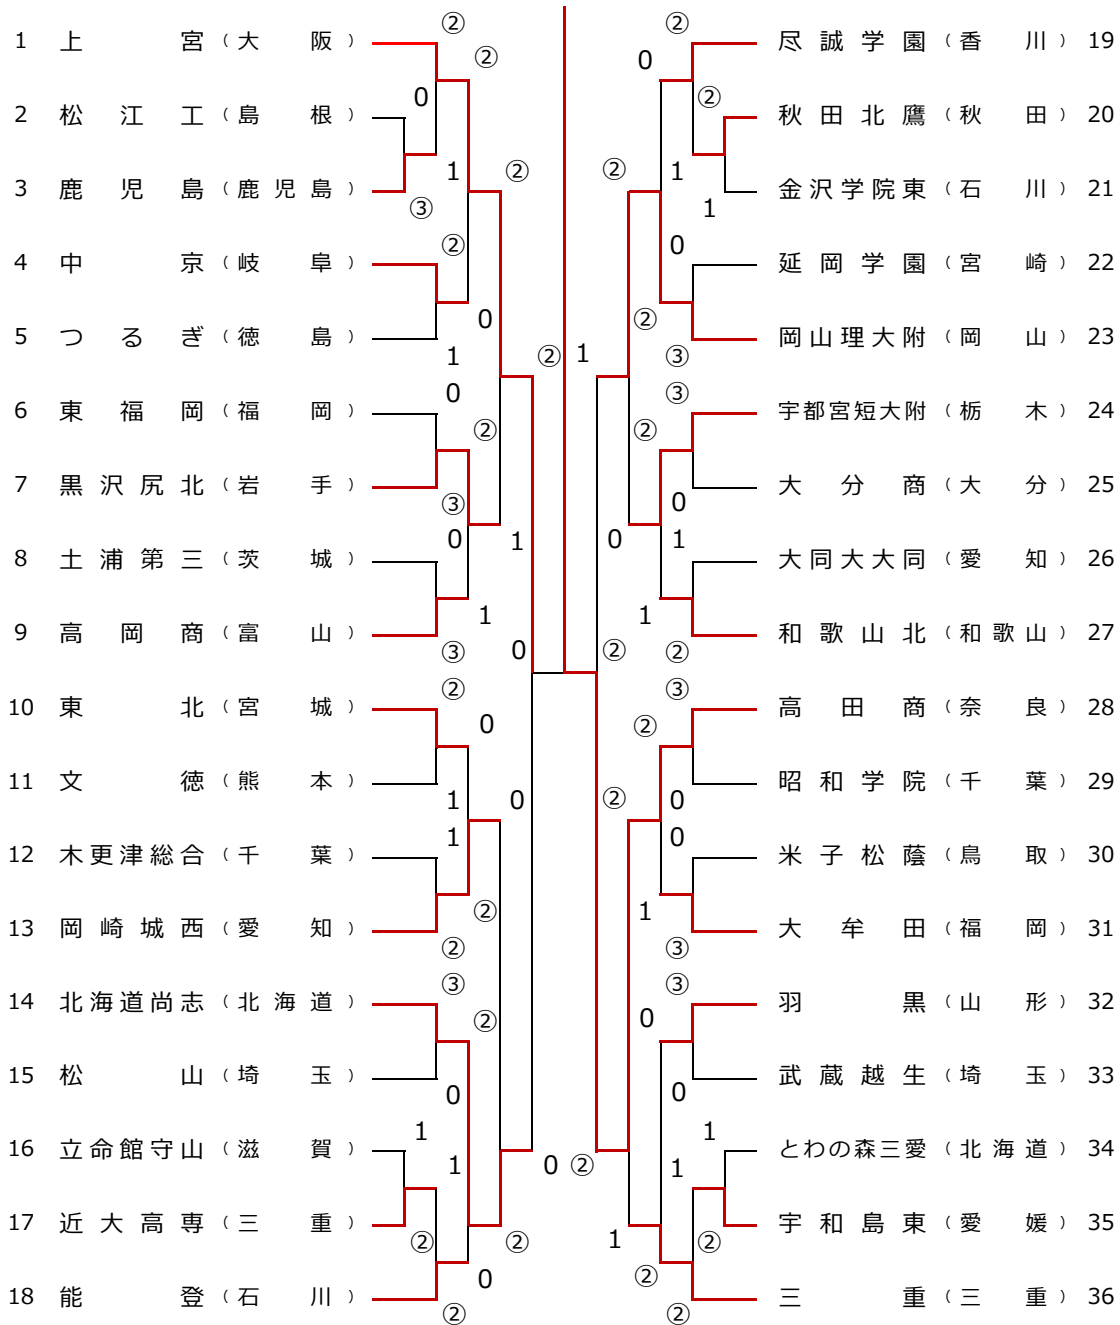 1 上宮 （大阪）
2 松江工 （島根）
3 鹿児島 （鹿児島）
4 中京 （岐阜）
5 つるぎ （徳島）
6 東福岡 （福岡）
7 黒沢尻北 （岩手）
8 土浦第三 （茨城）
9 高岡商 （富山）
10 東北 （宮城）
11 文徳 （熊本）
12 木更津総合 （千葉）
13 岡崎城西 （愛知）
14 北海道尚志 （北海道）
15 松山 （埼玉）
16 立命館守山 （滋賀）
17 近大高専 （三重）
18 能登 （石川）
②
②
0
1
②
③
②
0
1
0
②
③
0
1
1
③
0
②
0
1
0
1
②
②
③
②
0
1
1
②
②
0
②
② 1
0 ②
②
0
②
②
1
1
0
②
③
③
②
0
0
1
1
②
②
③
②
0
②
0
1
③
③
0
0
1
1
1
②
②
②
尽誠学園 （香川） 19
秋田北鷹 （秋田） 20
金沢学院東 （石川） 21
延岡学園 （宮崎） 22
岡山理大附 （岡山） 23
宇都宮短大附 （栃木） 24
大分商 （大分） 25
大同大大同 （愛知） 26
和歌山北 （和歌山） 27
高田商 （奈良） 28
昭和学院 （千葉） 29
米子松蔭 （鳥取） 30
大牟田 （福岡） 31
羽黒 （山形） 32
武蔵越生 （埼玉） 33
とわの森三愛 （北海道） 34
宇和島東 （愛媛） 35
三重 （三重） 36